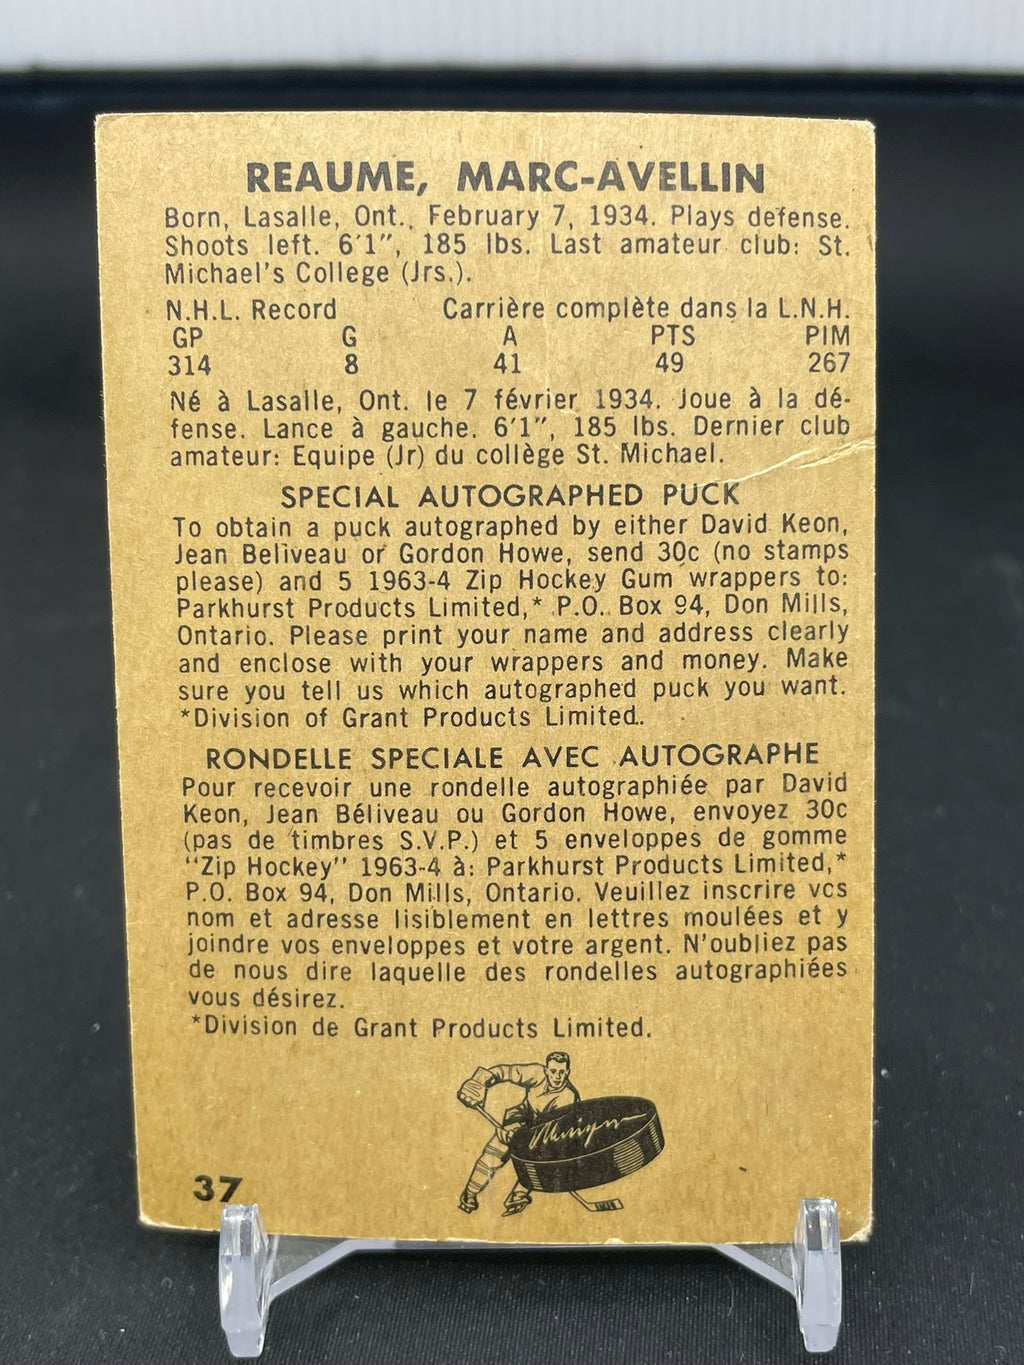 REAUME, MARC-AVELLIN
Born, Lasalle, Ont., February 7, 1934. Plays defense.
Shoots left. 6'1", 185 lbs. Last amateur club: St.
Michael's College (Jrs.).
N.H.L. Record Carrière complète dans la L.N.H.
GP G A PTS PIM
314 8 41 49 267
Né à Lasalle, Ont. le 7 février 1934. Joue à la dé-
fense. Lance à gauche. 6'1", 185 lbs. Dernier club
amateur: Equipe (Jr) du collège St. Michael.
SPECIAL AUTOGRAPHED PUCK
To obtain a puck autographed by either David Keon,
Jean Beliveau or Gordon Howe, send 30c (no stamps
please) and 5 1963-4 Zip Hockey Gum wrappers to:
Parkhurst Products Limited,* P.O. Box 94, Don Mills,
Ontario. Please print your name and address clearly
and enclose with your wrappers and money. Make
sure you tell us which autographed puck you want.
*Division of Grant Products Limited.
RONDELLE SPECIALE AVEC AUTOGRAPHE
Pour recevoir une rondelle autographiée par David
Keon, Jean Béliveau ou Gordon Howe, envoyez 30c
(pas de timbres S.V.P.) et 5 enveloppes de gomme
"Zip Hockey" 1963-4 à: Parkhurst Products Limited,*
P.O. Box 94, Don Mills, Ontario. Veuillez inscrire vos
nom et adresse lisiblement en lettres moulées et y
joindre vos enveloppes et votre argent. N'oubliez pas
de nous dire laquelle des rondelles autographiées
vous désirez.
*Division de Grant Products Limited.
37